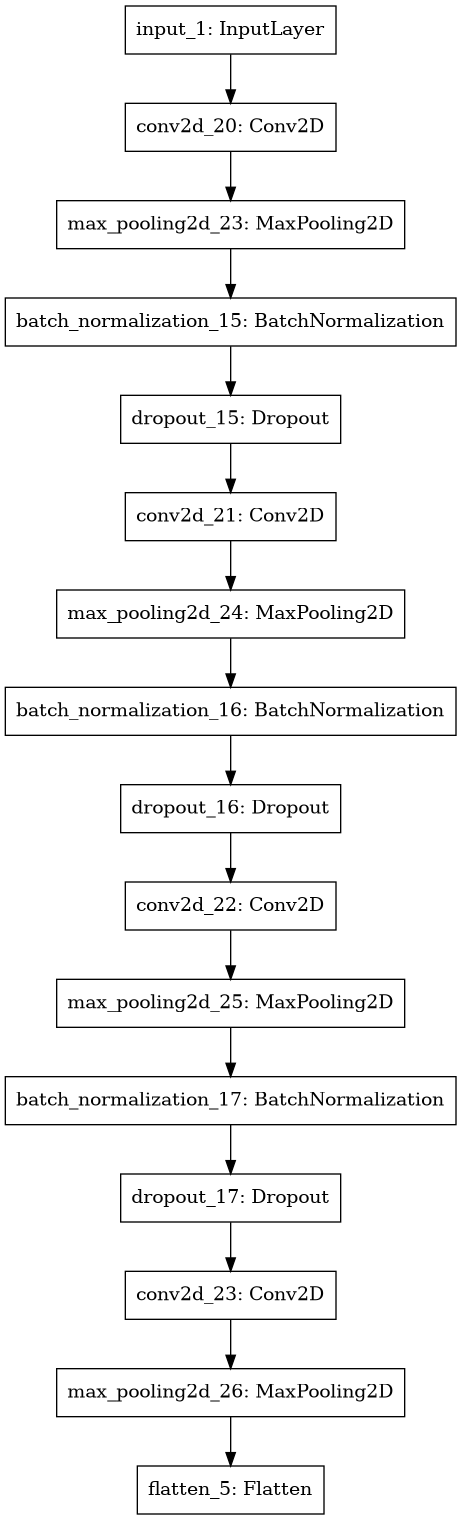 input_1: InputLayer
conv2d_20: Conv2D
max_pooling2d_23: MaxPooling2D
batch_normalization_15: BatchNormalization
dropout_15: Dropout
conv2d_21: Conv2D
max_pooling2d_24: MaxPooling2D
batch_normalization_16: BatchNormalization
dropout_16: Dropout
conv2d_22: Conv2D
max_pooling2d_25: MaxPooling2D
batch_normalization_17: BatchNormalization
dropout_17: Dropout
conv2d_23: Conv2D
max_pooling2d_26: MaxPooling2D
flatten_5: Flatten